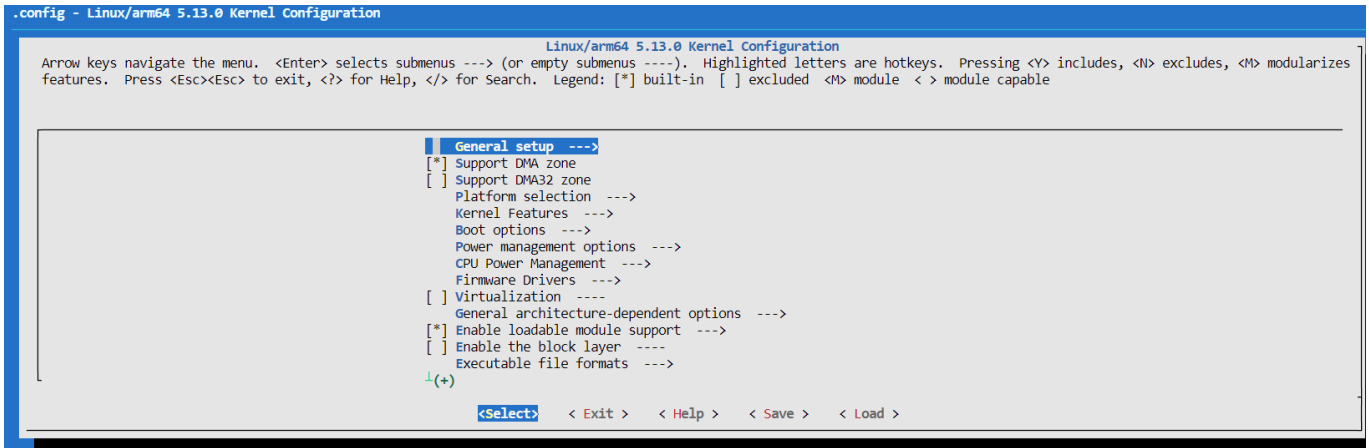 .config - Linux/arm64 5.13.0 Kernel Configuration
Linux/arm64 5.13.0 Kernel Configuration
Arrow keys navigate the menu.  <Enter> selects submenus ---> (or empty submenus ----).  Highlighted letters are hotkeys.  Pressing <Y> includes, <N> excludes, <M> modularizes
features.  Press <Esc><Esc> to exit, <?> for Help, </> for Search.  Legend: [*] built-in  [ ] excluded  <M> module  < > module capable
General setup  --->
[*] Support DMA zone
[ ] Support DMA32 zone
Platform selection  --->
Kernel Features  --->
Boot options  --->
Power management options  --->
CPU Power Management  --->
Firmware Drivers  --->
[ ] Virtualization  ----
General architecture-dependent options  --->
[*] Enable loadable module support  --->
[ ] Enable the block layer  ----
Executable file formats  --->
┴(+)
<Select>    < Exit >    < Help >    < Save >    < Load >